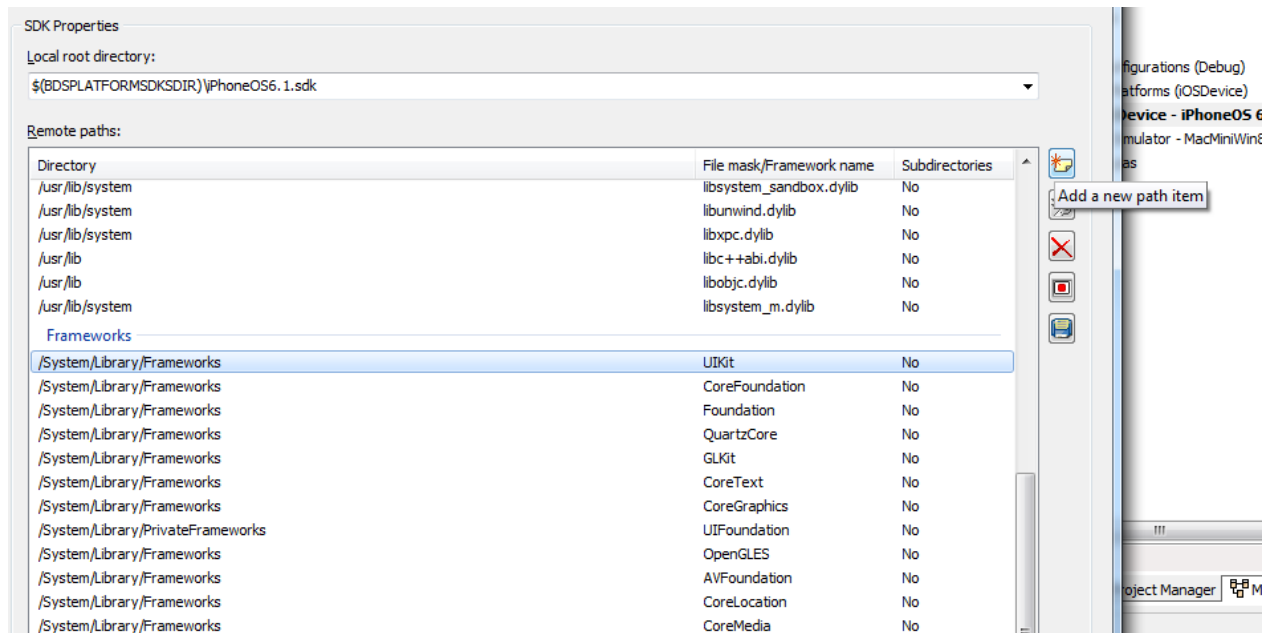 SDK Properties
Local root directory:
$(BDSPLATFORMSDKSDIR)\iPhoneOS6.1.sdk
Remote paths:
Directory File mask/Framework name Subdirectories
/usr/lib/system libsystem_sandbox.dylib No
/usr/lib/system libunwind.dylib No
/usr/lib/system libxpc.dylib No
/usr/lib libc++abi.dylib No
/usr/lib libobjc.dylib No
/usr/lib/system libsystem_m.dylib No
Frameworks
/System/Library/Frameworks UIKit No
/System/Library/Frameworks CoreFoundation No
/System/Library/Frameworks Foundation No
/System/Library/Frameworks QuartzCore No
/System/Library/Frameworks GLKit No
/System/Library/Frameworks CoreText No
/System/Library/Frameworks CoreGraphics No
/System/Library/PrivateFrameworks UIFoundation No
/System/Library/Frameworks OpenGLES No
/System/Library/Frameworks AVFoundation No
/System/Library/Frameworks CoreLocation No
/System/Library/Frameworks CoreMedia No
Add a new path item
figurations (Debug)
atforms (iOSDevice)
Device - iPhoneOS 6
mulator - MacMiniWin8
as
roject Manager M